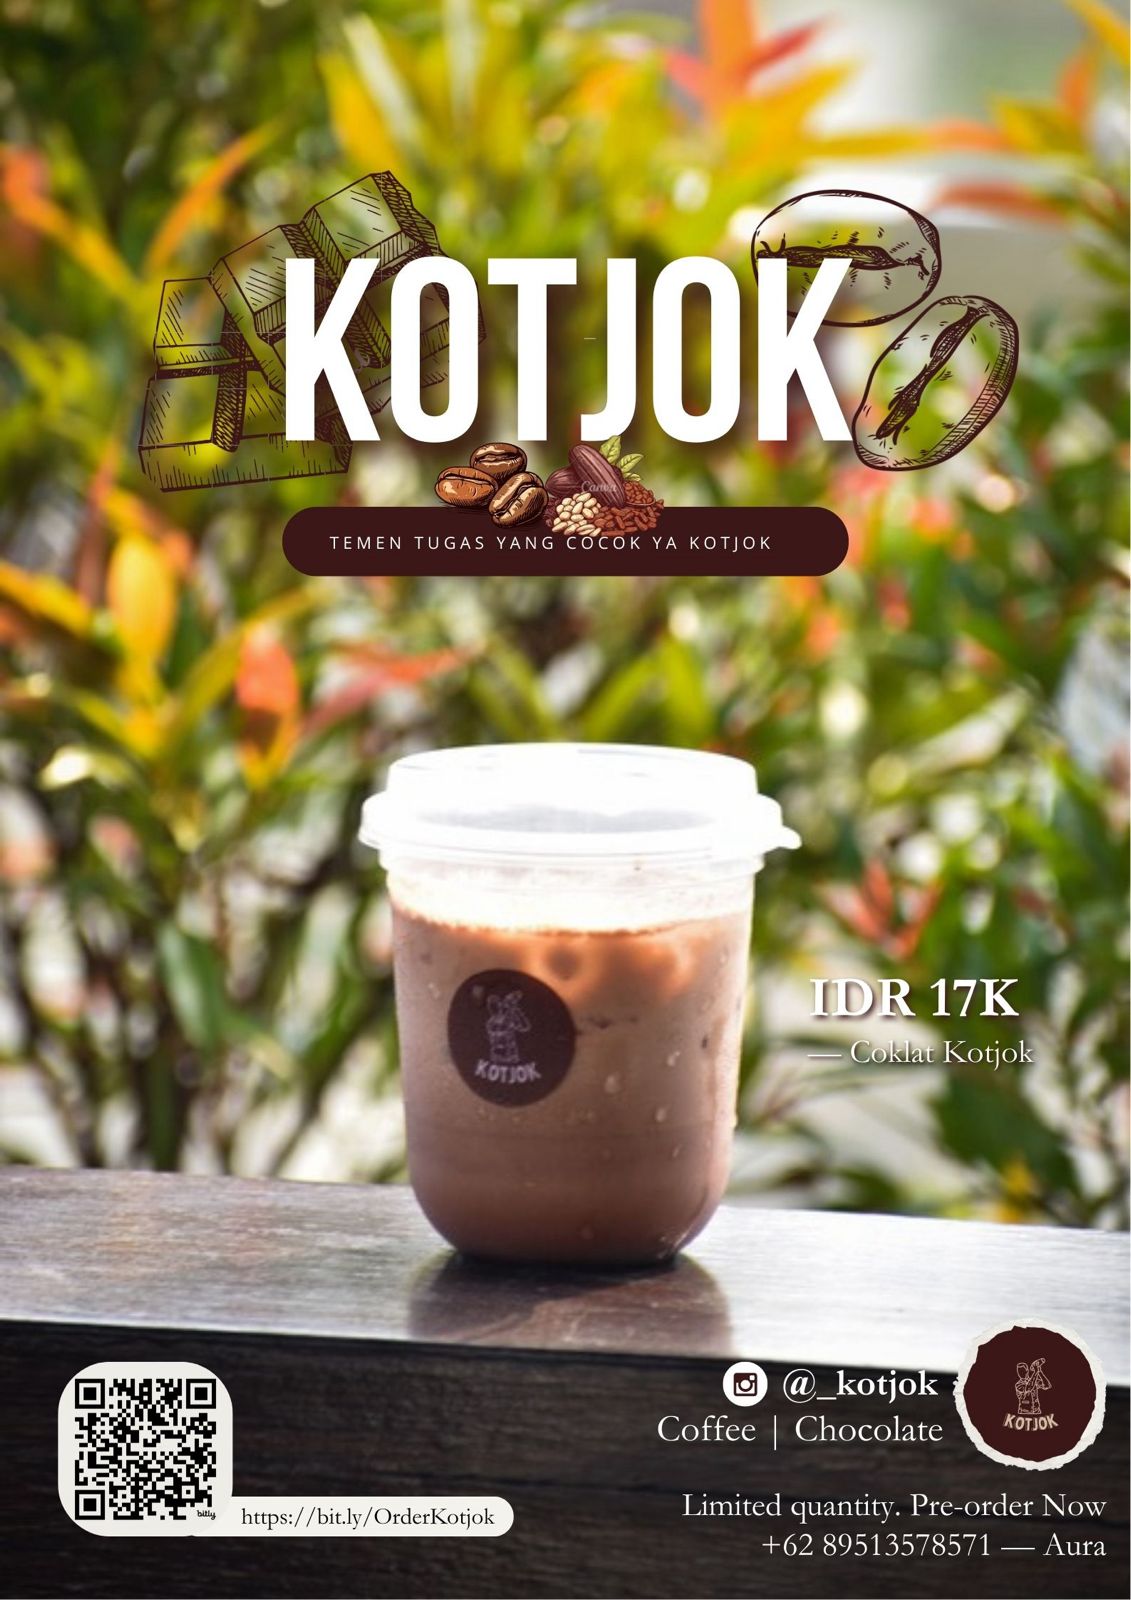 KOTJOK
Canva
TEMEN TUGAS YANG COCOK YA KOTJOK
KOTJOK
IDR 17K
— Coklat Kotjok
@_kotjok
Coffee | Chocolate
KOTJOK
bitly
https://bit.ly/OrderKotjok
Limited quantity. Pre-order Now
+62 89513578571 — Aura